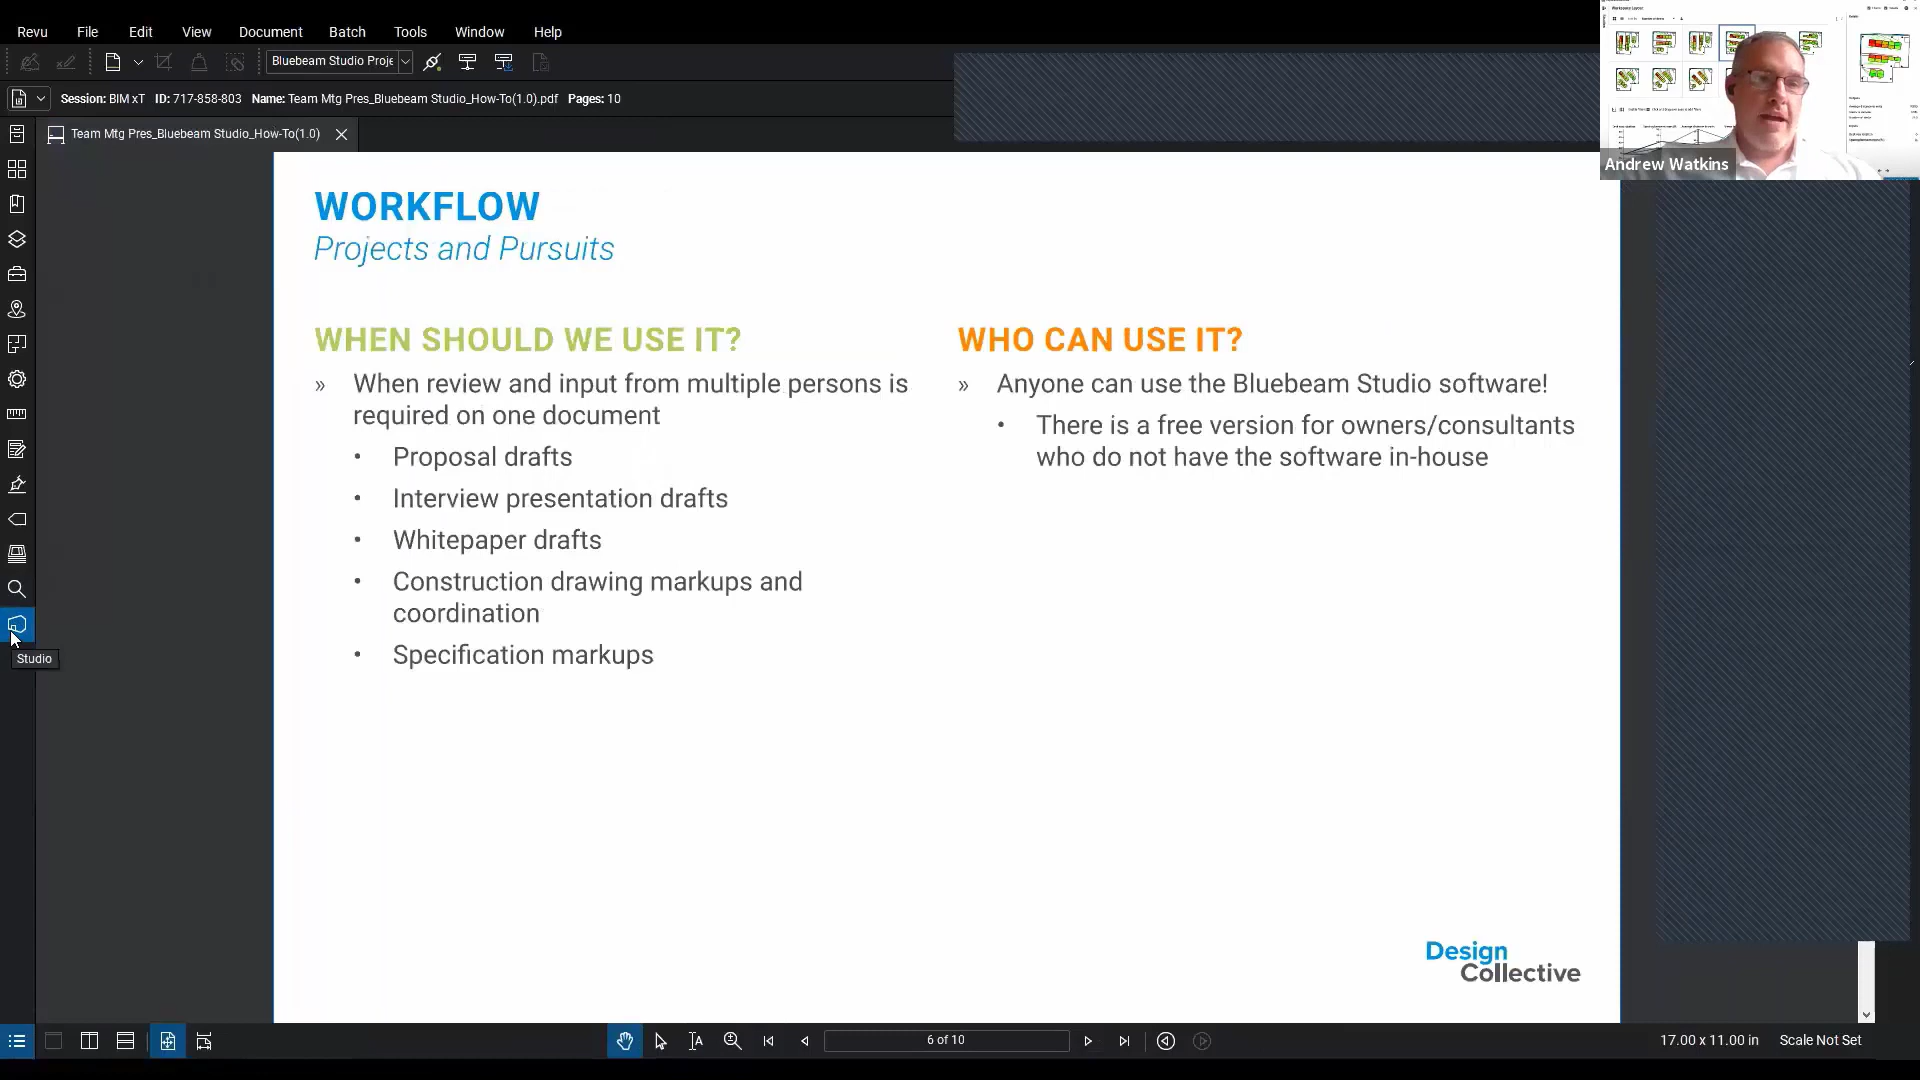 Revu File Edit View Document Batch Tools Window Help
Bluebeam Studio Proje
Session: BIM xT ID: 717-858-803 Name: Team Mtg Pres_Bluebeam Studio_How-To(1.0).pdf Pages: 10
Team Mtg Pres_Bluebeam Studio_How-To(1.0)
Andrew Watkins
WORKFLOW
Projects and Pursuits
WHEN SHOULD WE USE IT?
» When review and input from multiple persons is
required on one document
• Proposal drafts
• Interview presentation drafts
• Whitepaper drafts
• Construction drawing markups and
coordination
• Specification markups
WHO CAN USE IT?
» Anyone can use the Bluebeam Studio software!
• There is a free version for owners/consultants
who do not have the software in-house
Studio
Design
Collective
6 of 10
17.00 x 11.00 in Scale Not Set